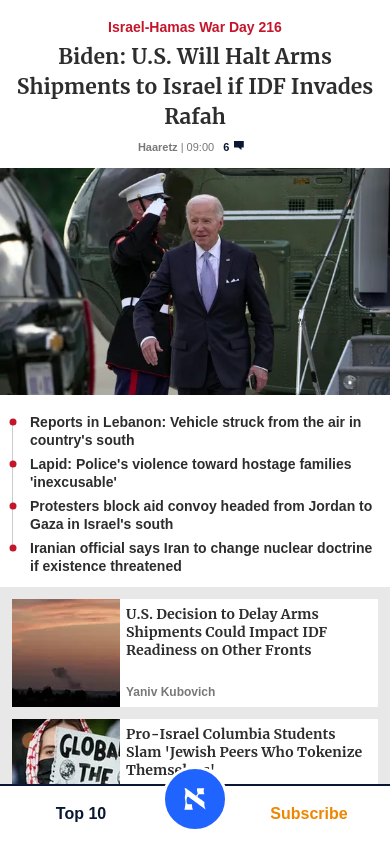 Israel-Hamas War Day 216
Biden: U.S. Will Halt Arms
Shipments to Israel if IDF Invades
Rafah
Haaretz | 09:00 6
Reports in Lebanon: Vehicle struck from the air in
country's south
Lapid: Police's violence toward hostage families
'inexcusable'
Protesters block aid convoy headed from Jordan to
Gaza in Israel's south
Iranian official says Iran to change nuclear doctrine
if existence threatened
U.S. Decision to Delay Arms
Shipments Could Impact IDF
Readiness on Other Fronts
Yaniv Kubovich
Pro-Israel Columbia Students
Slam 'Jewish Peers Who Tokenize
Themselves'
GLOBA
THE
Top 10
Subscribe